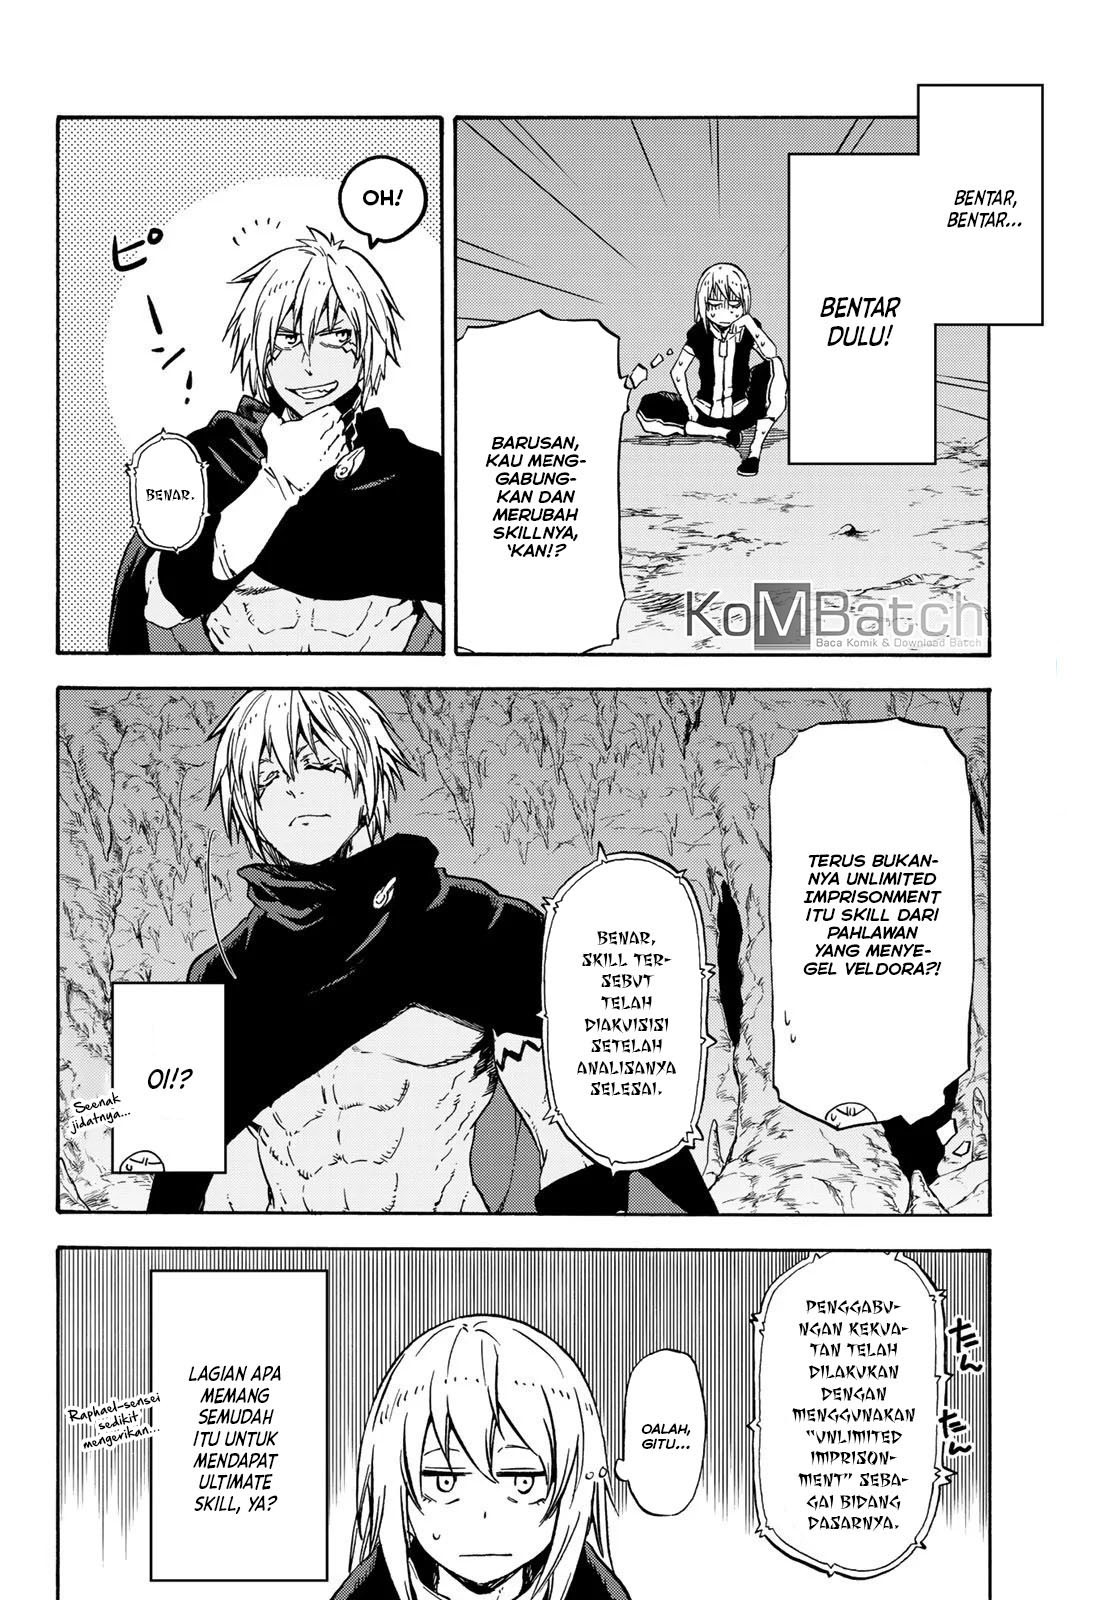 BENTAR,
BENTAR...
BENTAR
DULU!
BARUSAN,
KAU MENG-
GABUNG-
KAN DAN
MERUBAH
SKILLNYA,
'KAN!?
KoMBatch
Baca Komik & Download Batch
OH!
ピーン!
BENAR.
TERUS BUKAN-
NYA UNLIMITED
IMPRISONMENT
ITU SKILL DARI
PAHLAWAN
YANG MENYE-
GEL VELDORA?!
BENAR,
SKILL TER-
SEBUT
TELAH
DIAKUISISI
SETELAH
ANALISANYA
SELESAI.
OI!?
Seenak
jidatnya...
PENGGABU-
NGAN KEKUA-
TAN TELAH
DILAKUKAN
DENGAN
MENGGUNAKAN
"UNLIMITED
IMPRISON-
MENT" SEBA-
GAI BIDANG
DASARNYA.
たん
たん
OALAH,
GITU...
LAGIAN APA
MEMANG
SEMUDAH
ITU UNTUK
MENDAPAT
ULTIMATE
SKILL, YA?
Raphael-sensei
sedikit
mengerikan...